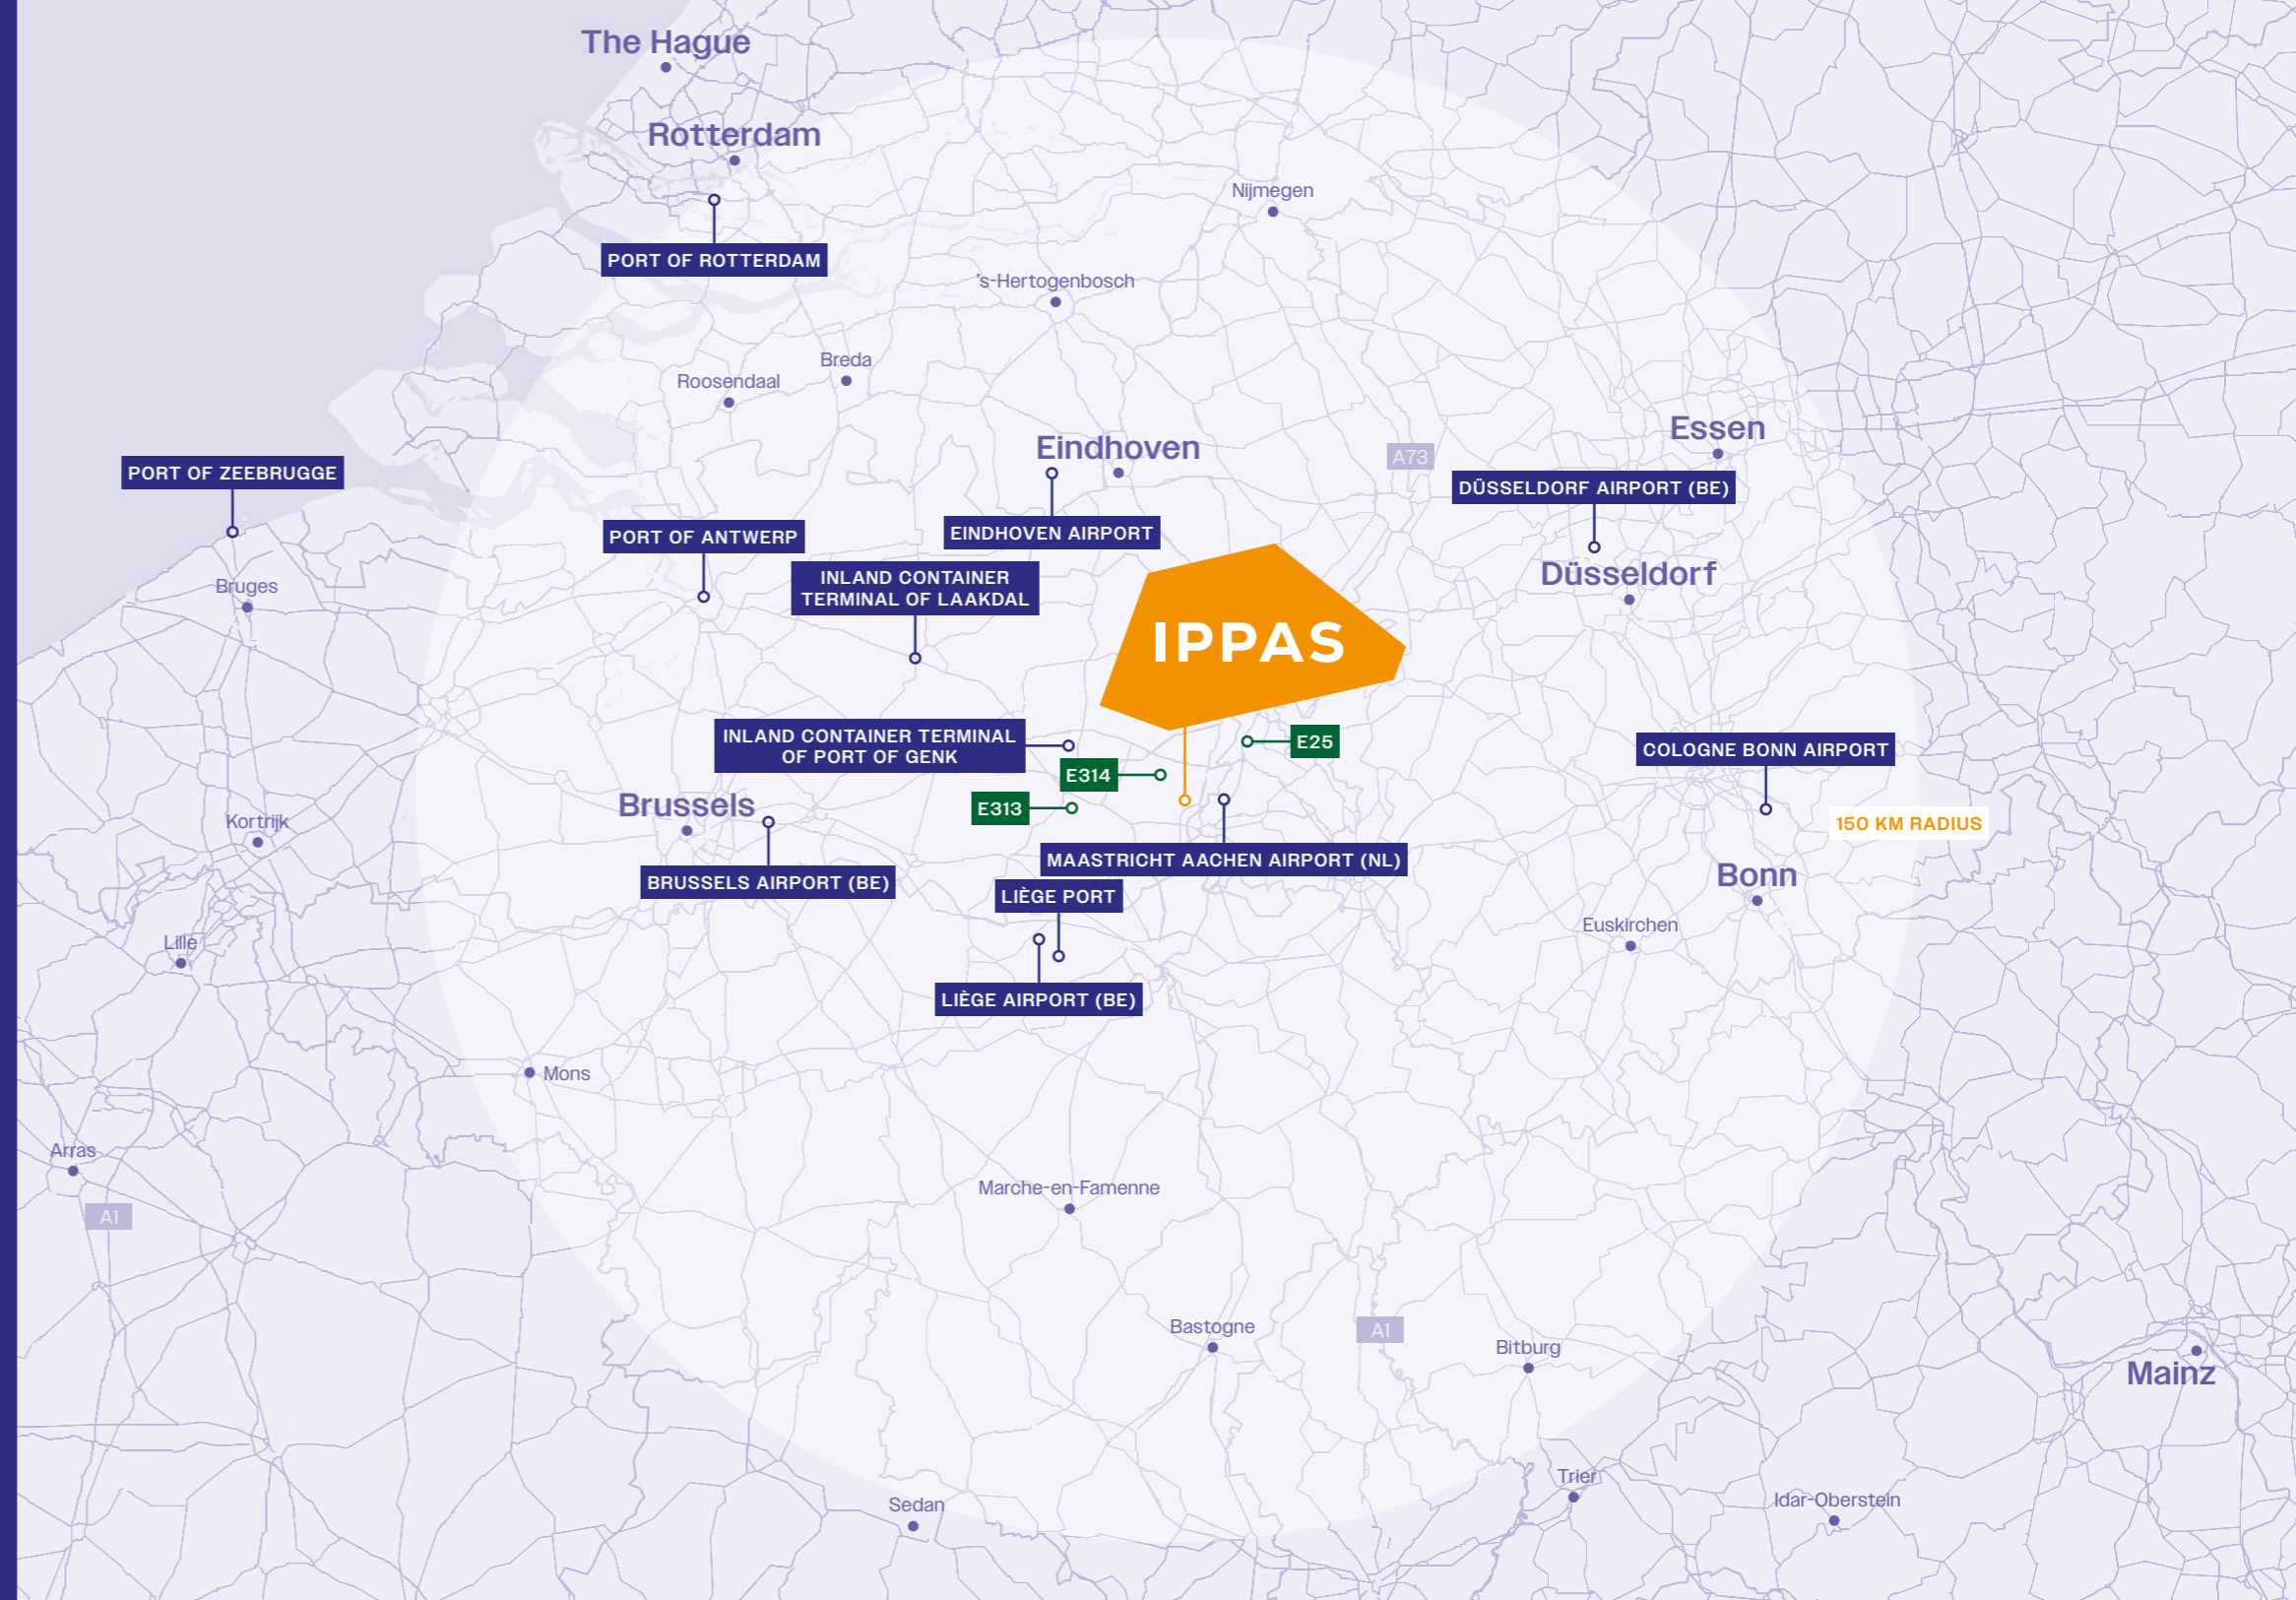 The Hague
Rotterdam
PORT OF ROTTERDAM
Nijmegen
's-Hertogenbosch
Breda
Roosendaal
Eindhoven
Essen
A73
PORT OF ZEEBRUGGE
DÜSSELDORF AIRPORT (BE)
PORT OF ANTWERP
EINDHOVEN AIRPORT
INLAND CONTAINER
TERMINAL OF LAAKDAL
Düsseldorf
Bruges
IPPAS
INLAND CONTAINER TERMINAL
OF PORT OF GENK
E25
COLOGNE BONN AIRPORT
E314
E313
Brussels
Kortrijk
150 KM RADIUS
MAASTRICHT AACHEN AIRPORT (NL)
BRUSSELS AIRPORT (BE)
LIÈGE PORT
Bonn
Euskirchen
Lille
LIÈGE AIRPORT (BE)
Mons
Arras
Marche-en-Famenne
A1
Bastogne
A1
Bitburg
Mainz
Trier
Sedan
Idar-Oberstein